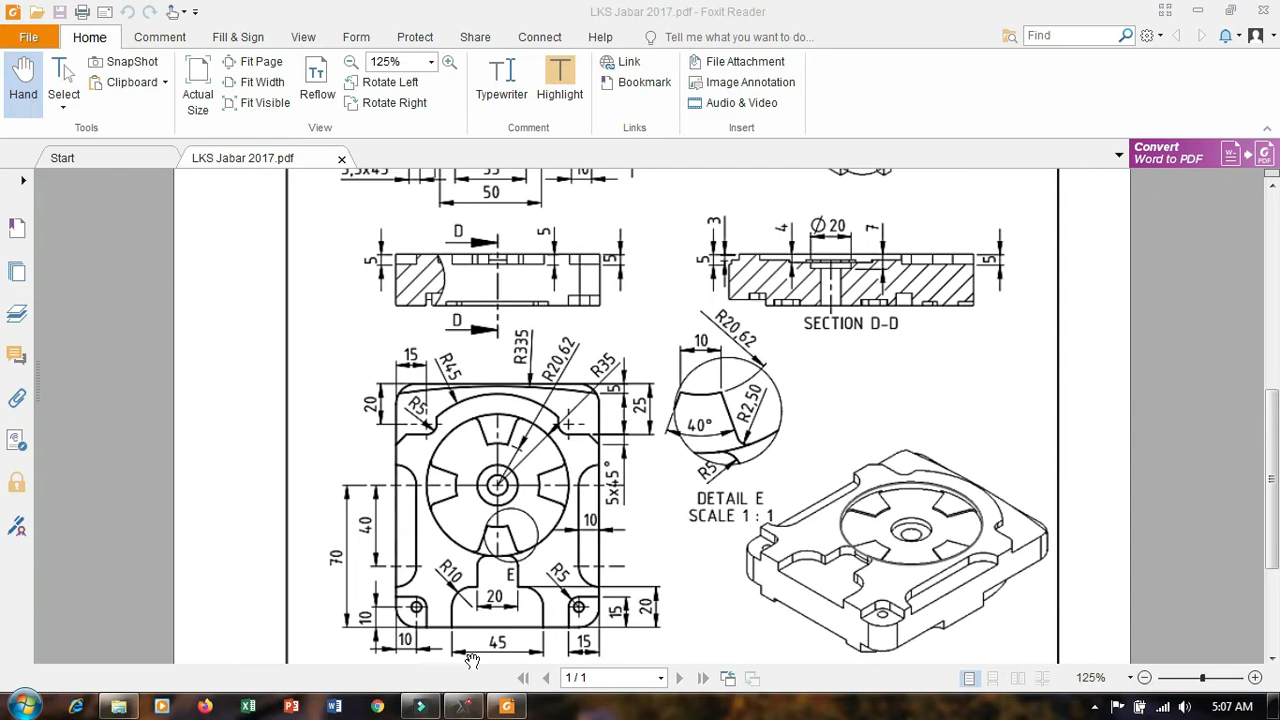 LKS Jabar 2017.pdf - Foxit Reader
File Home Comment Fill & Sign View Form Protect Share Connect Help Tell me what you want to do... Find
SnapShot Fit Page 125% Link File Attachment
Clipboard Fit Width Rotate Left Bookmark Image Annotation
Hand Select Actual Size Fit Visible Reflow Rotate Right Typewriter Highlight Audio & Video
Tools View Comment Links Insert
Start LKS Jabar 2017.pdf Convert
Word to PDF
50
D 5 5 5
D
3 4 Ø 20 7 5 5
SECTION D-D
15 R45 R335 R20,62 R35
20 R5 5 25
5x45°
40 10
70
R10 E R5
20 15 20
10
10 45 15
R20,62
10
R2,50
40°
R5
DETAIL E
SCALE 1 : 1
1 / 1 125%
5:07 AM